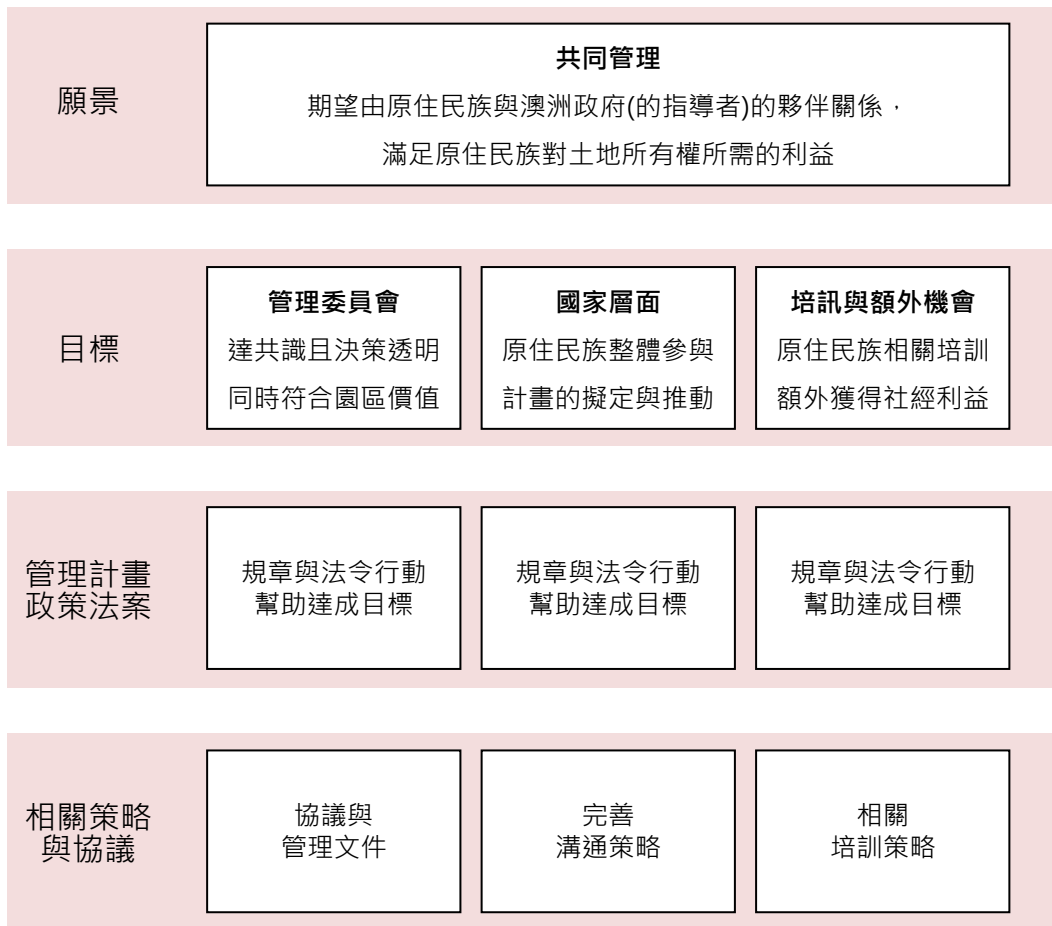 願景
共同管理
期望由原住民族與澳洲政府(的指導者)的夥伴關係，
滿足原住民族對土地所有權所需的利益
目標
管理委員會
達共識且決策透明
同時符合園區價值
國家層面
原住民族整體參與
計畫的擬定與推動
培訊與額外機會
原住民族相關培訓
額外獲得社經利益
管理計畫
政策法案
規章與法令行動
幫助達成目標
規章與法令行動
幫助達成目標
規章與法令行動
幫助達成目標
相關策略
與協議
協議與
管理文件
完善
溝通策略
相關
培訓策略